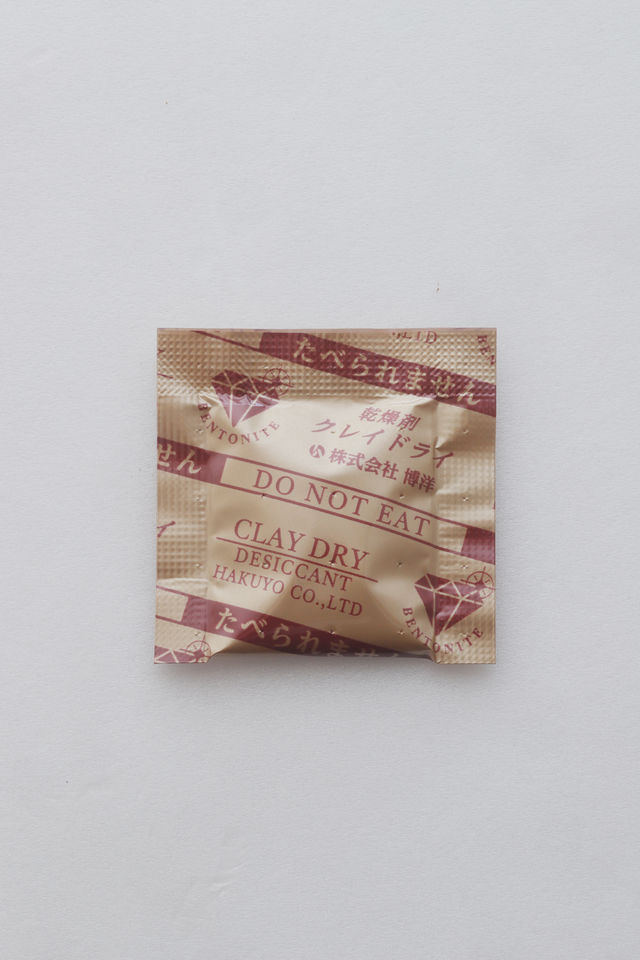 たべられません
BENTONITE
乾燥剤
クレイドライ
株式会社 博洋
せん
DO NOT EAT
CLAY DRY
DESICCANT
HAKUYO CO.,LTD
BENTONITE
たべられません